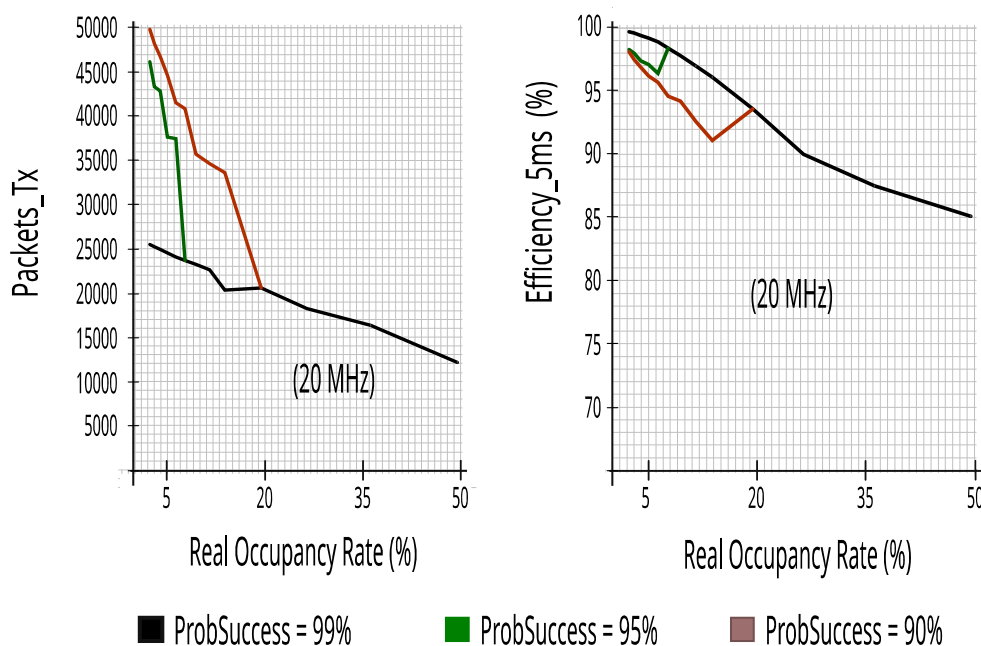 50000
45000
40000
35000
30000
25000
20000
15000
10000
5000
Packets_Tx
(20 MHz)
5 20 35 50
Real Occupancy Rate (%)
100
95
90
85
80
75
70
Efficiency_5ms (%)
(20 MHz)
5 20 35 50
Real Occupancy Rate (%)
ProbSuccess = 99% ProbSuccess = 95% ProbSuccess = 90%